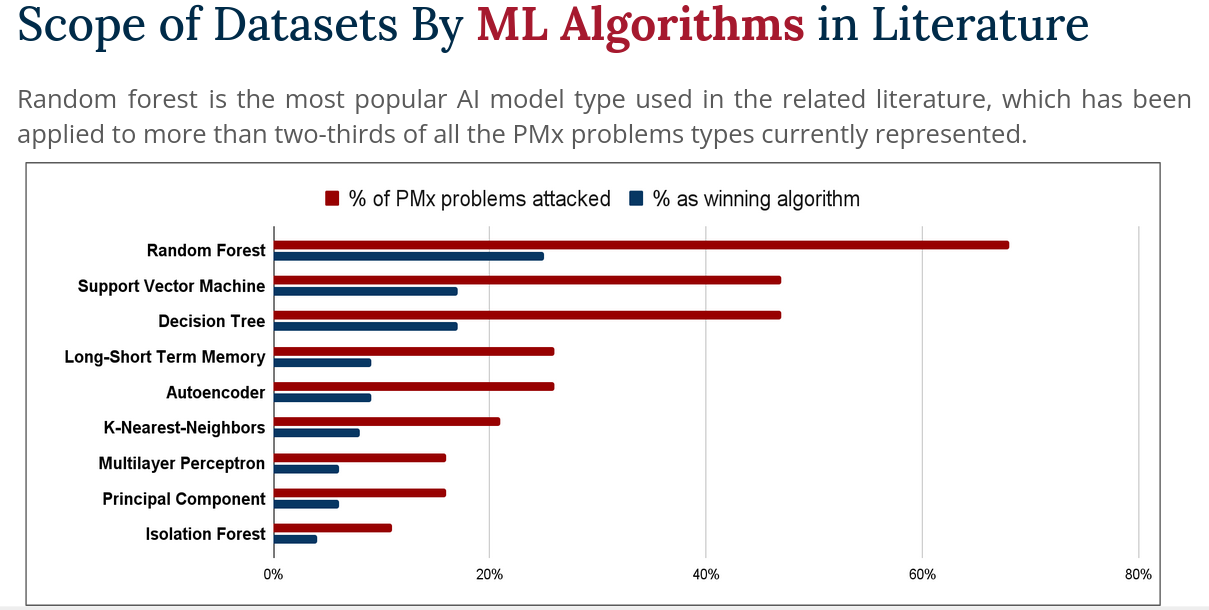 Scope of Datasets By ML Algorithms in Literature
Random forest is the most popular AI model type used in the related literature, which has been
applied to more than two-thirds of all the PMx problems types currently represented.
% of PMx problems attacked % as winning algorithm
Random Forest
Support Vector Machine
Decision Tree
Long-Short Term Memory
Autoencoder
K-Nearest-Neighbors
Multilayer Perceptron
Principal Component
Isolation Forest
0% 20% 40% 60% 80%